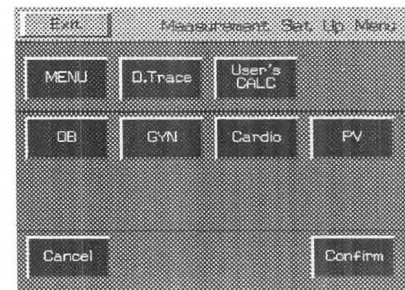 Exit Measurement Set Up Menu
MENU D.Trace User's CALC
OB GYN Cardio PV
Cancel Confirm